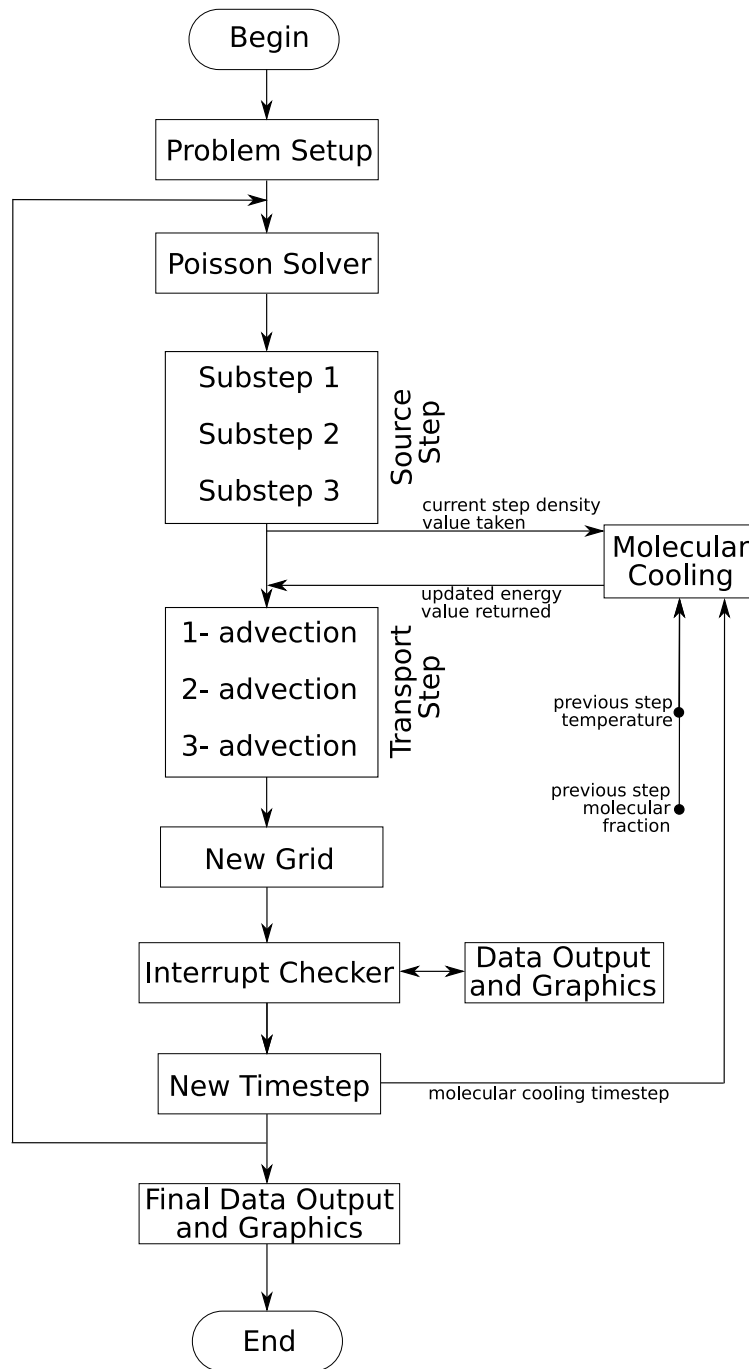 Begin
Problem Setup
Poisson Solver
Substep 1
Substep 2
Substep 3
Source
Step
current step density
value taken
Molecular
Cooling
updated energy
value returned
1- advection
2- advection
3- advection
Transport
Step
previous step
temperature
previous step
molecular
fraction
New Grid
Interrupt Checker
Data Output
and Graphics
New Timestep
molecular cooling timestep
Final Data Output
and Graphics
End